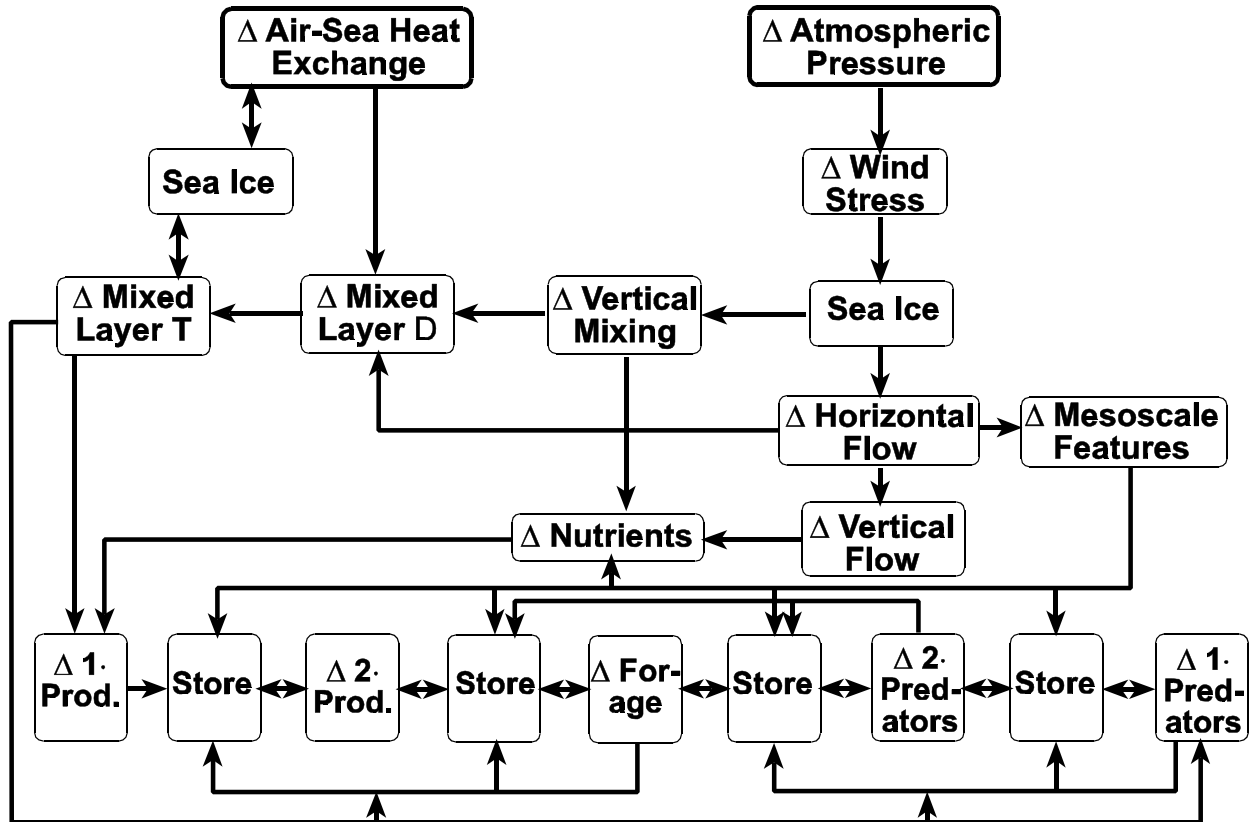 Δ Air-Sea Heat
Exchange
Δ Atmospheric
Pressure
Sea Ice
Δ Wind
Stress
Δ Mixed
Layer T
Δ Mixed
Layer D
Δ Vertical
Mixing
Sea Ice
Δ Horizontal
Flow
Δ Mesoscale
Features
Δ Nutrients
Δ Vertical
Flow
Δ 1·
Prod.
Store
Δ 2·
Prod.
Store
Δ For-
age
Store
Δ 2·
Pred-
ators
Store
Δ 1·
Pred-
ators